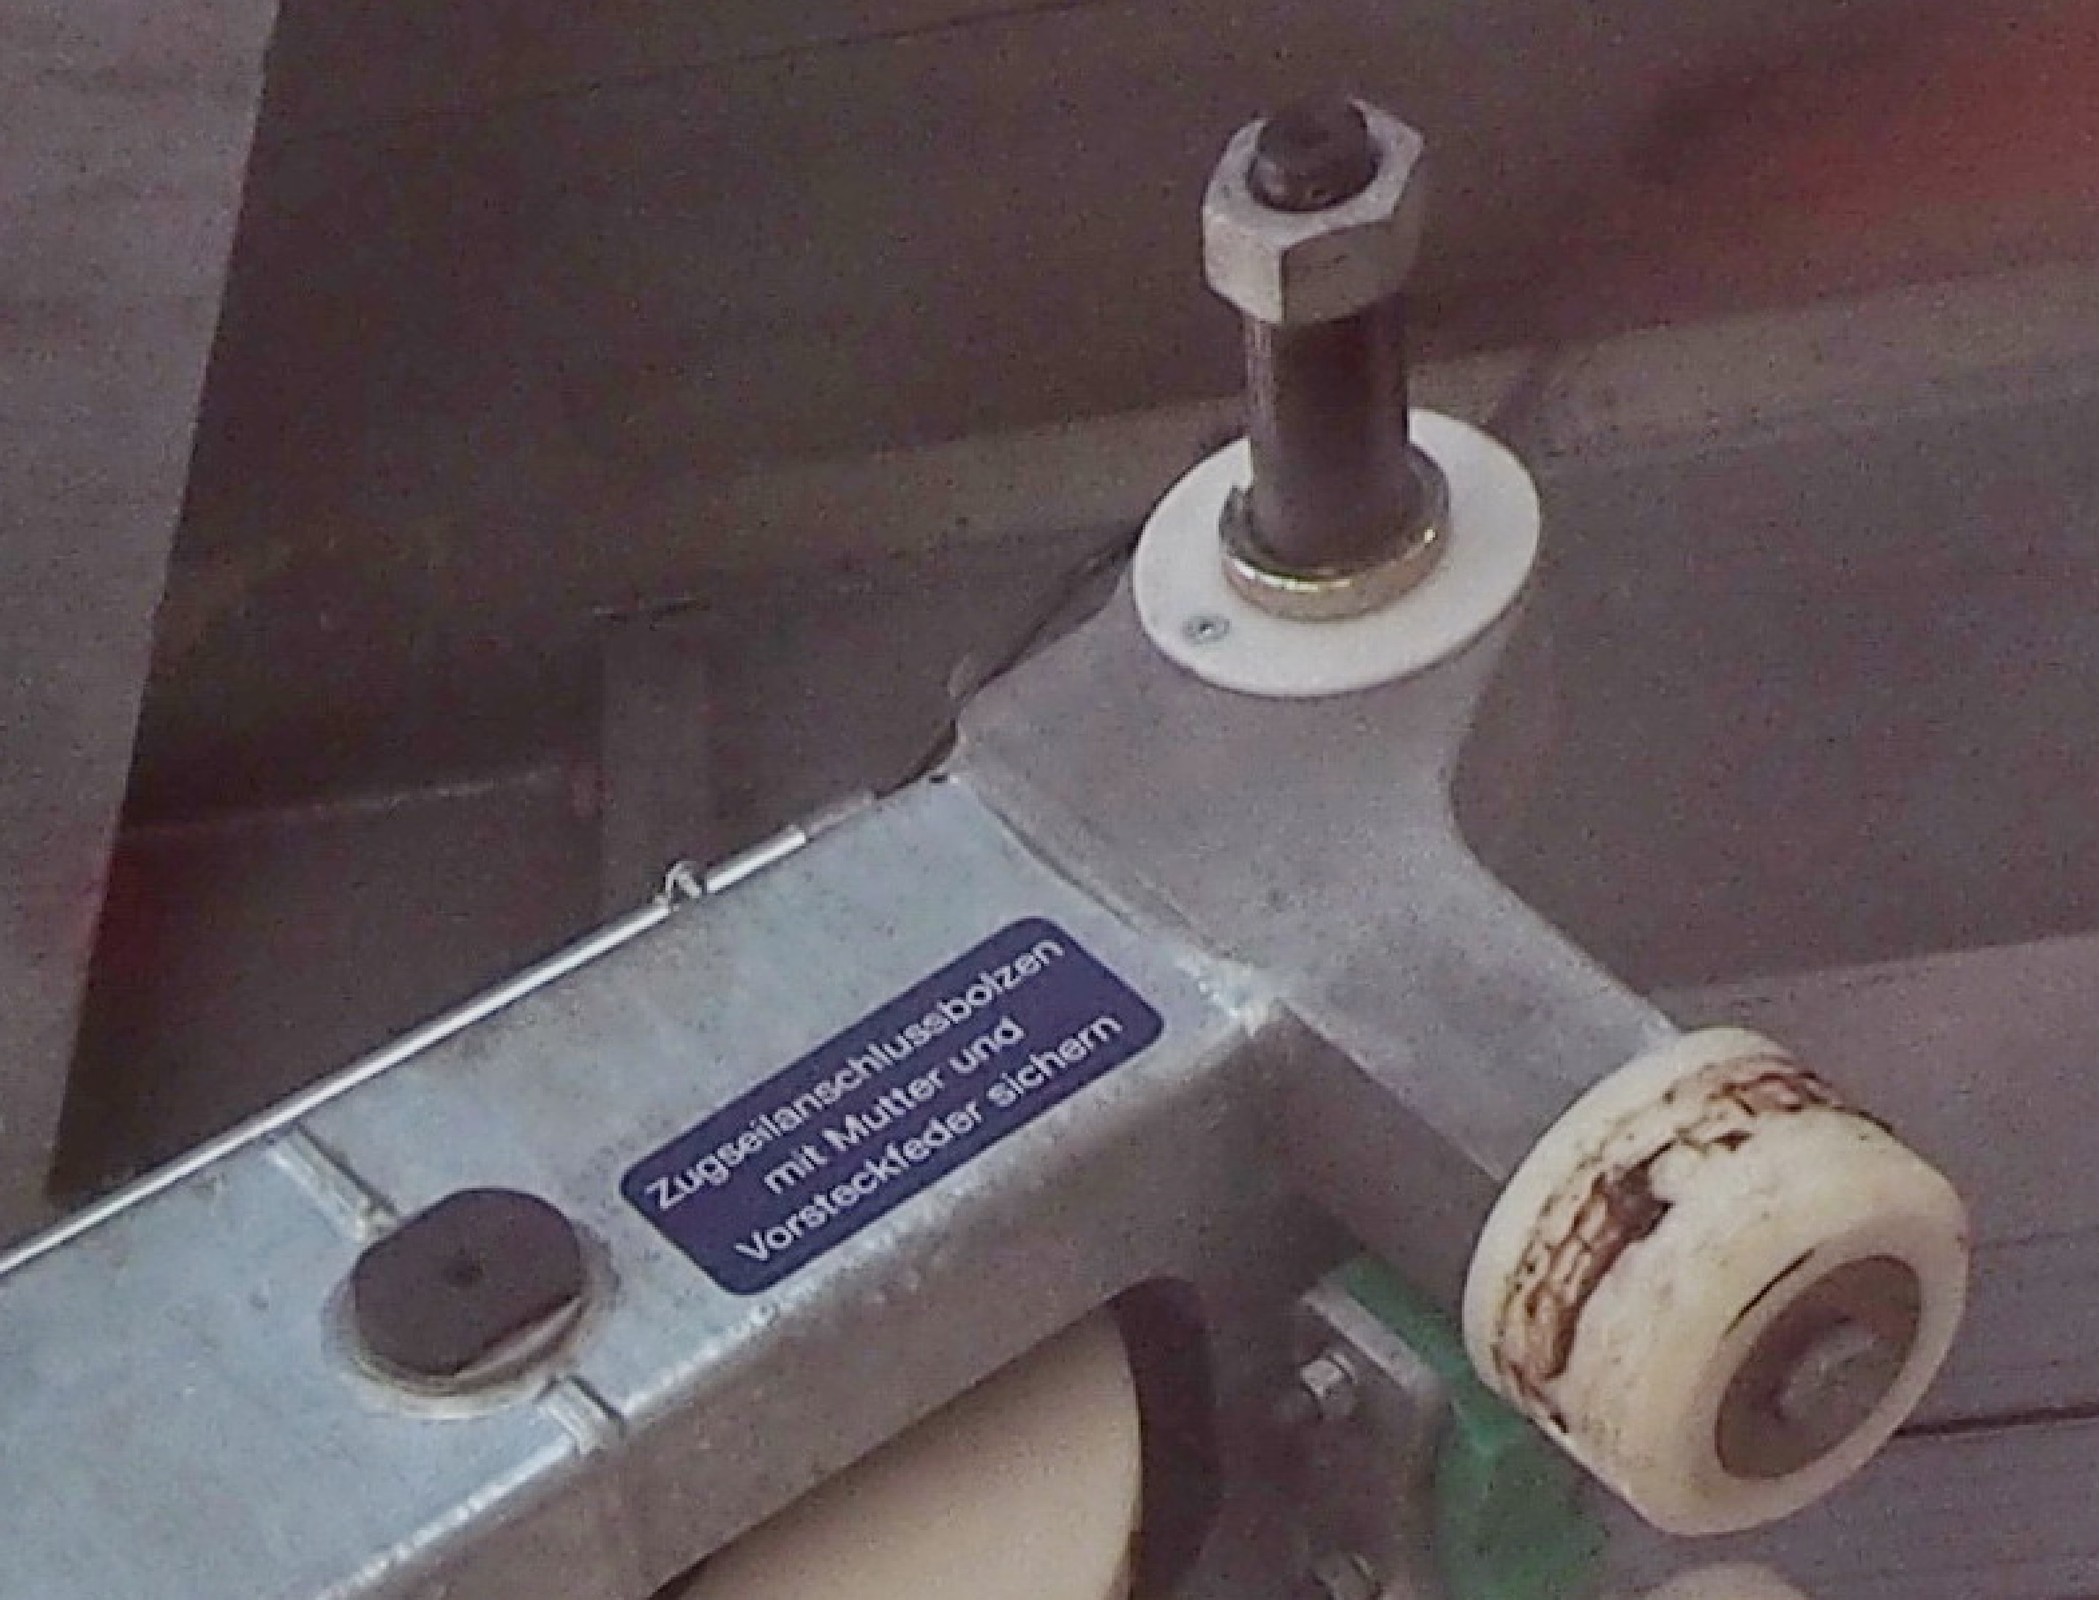 Zugseilanschlussbolzen
mit Mutter und
Vorsteckfeder sichern